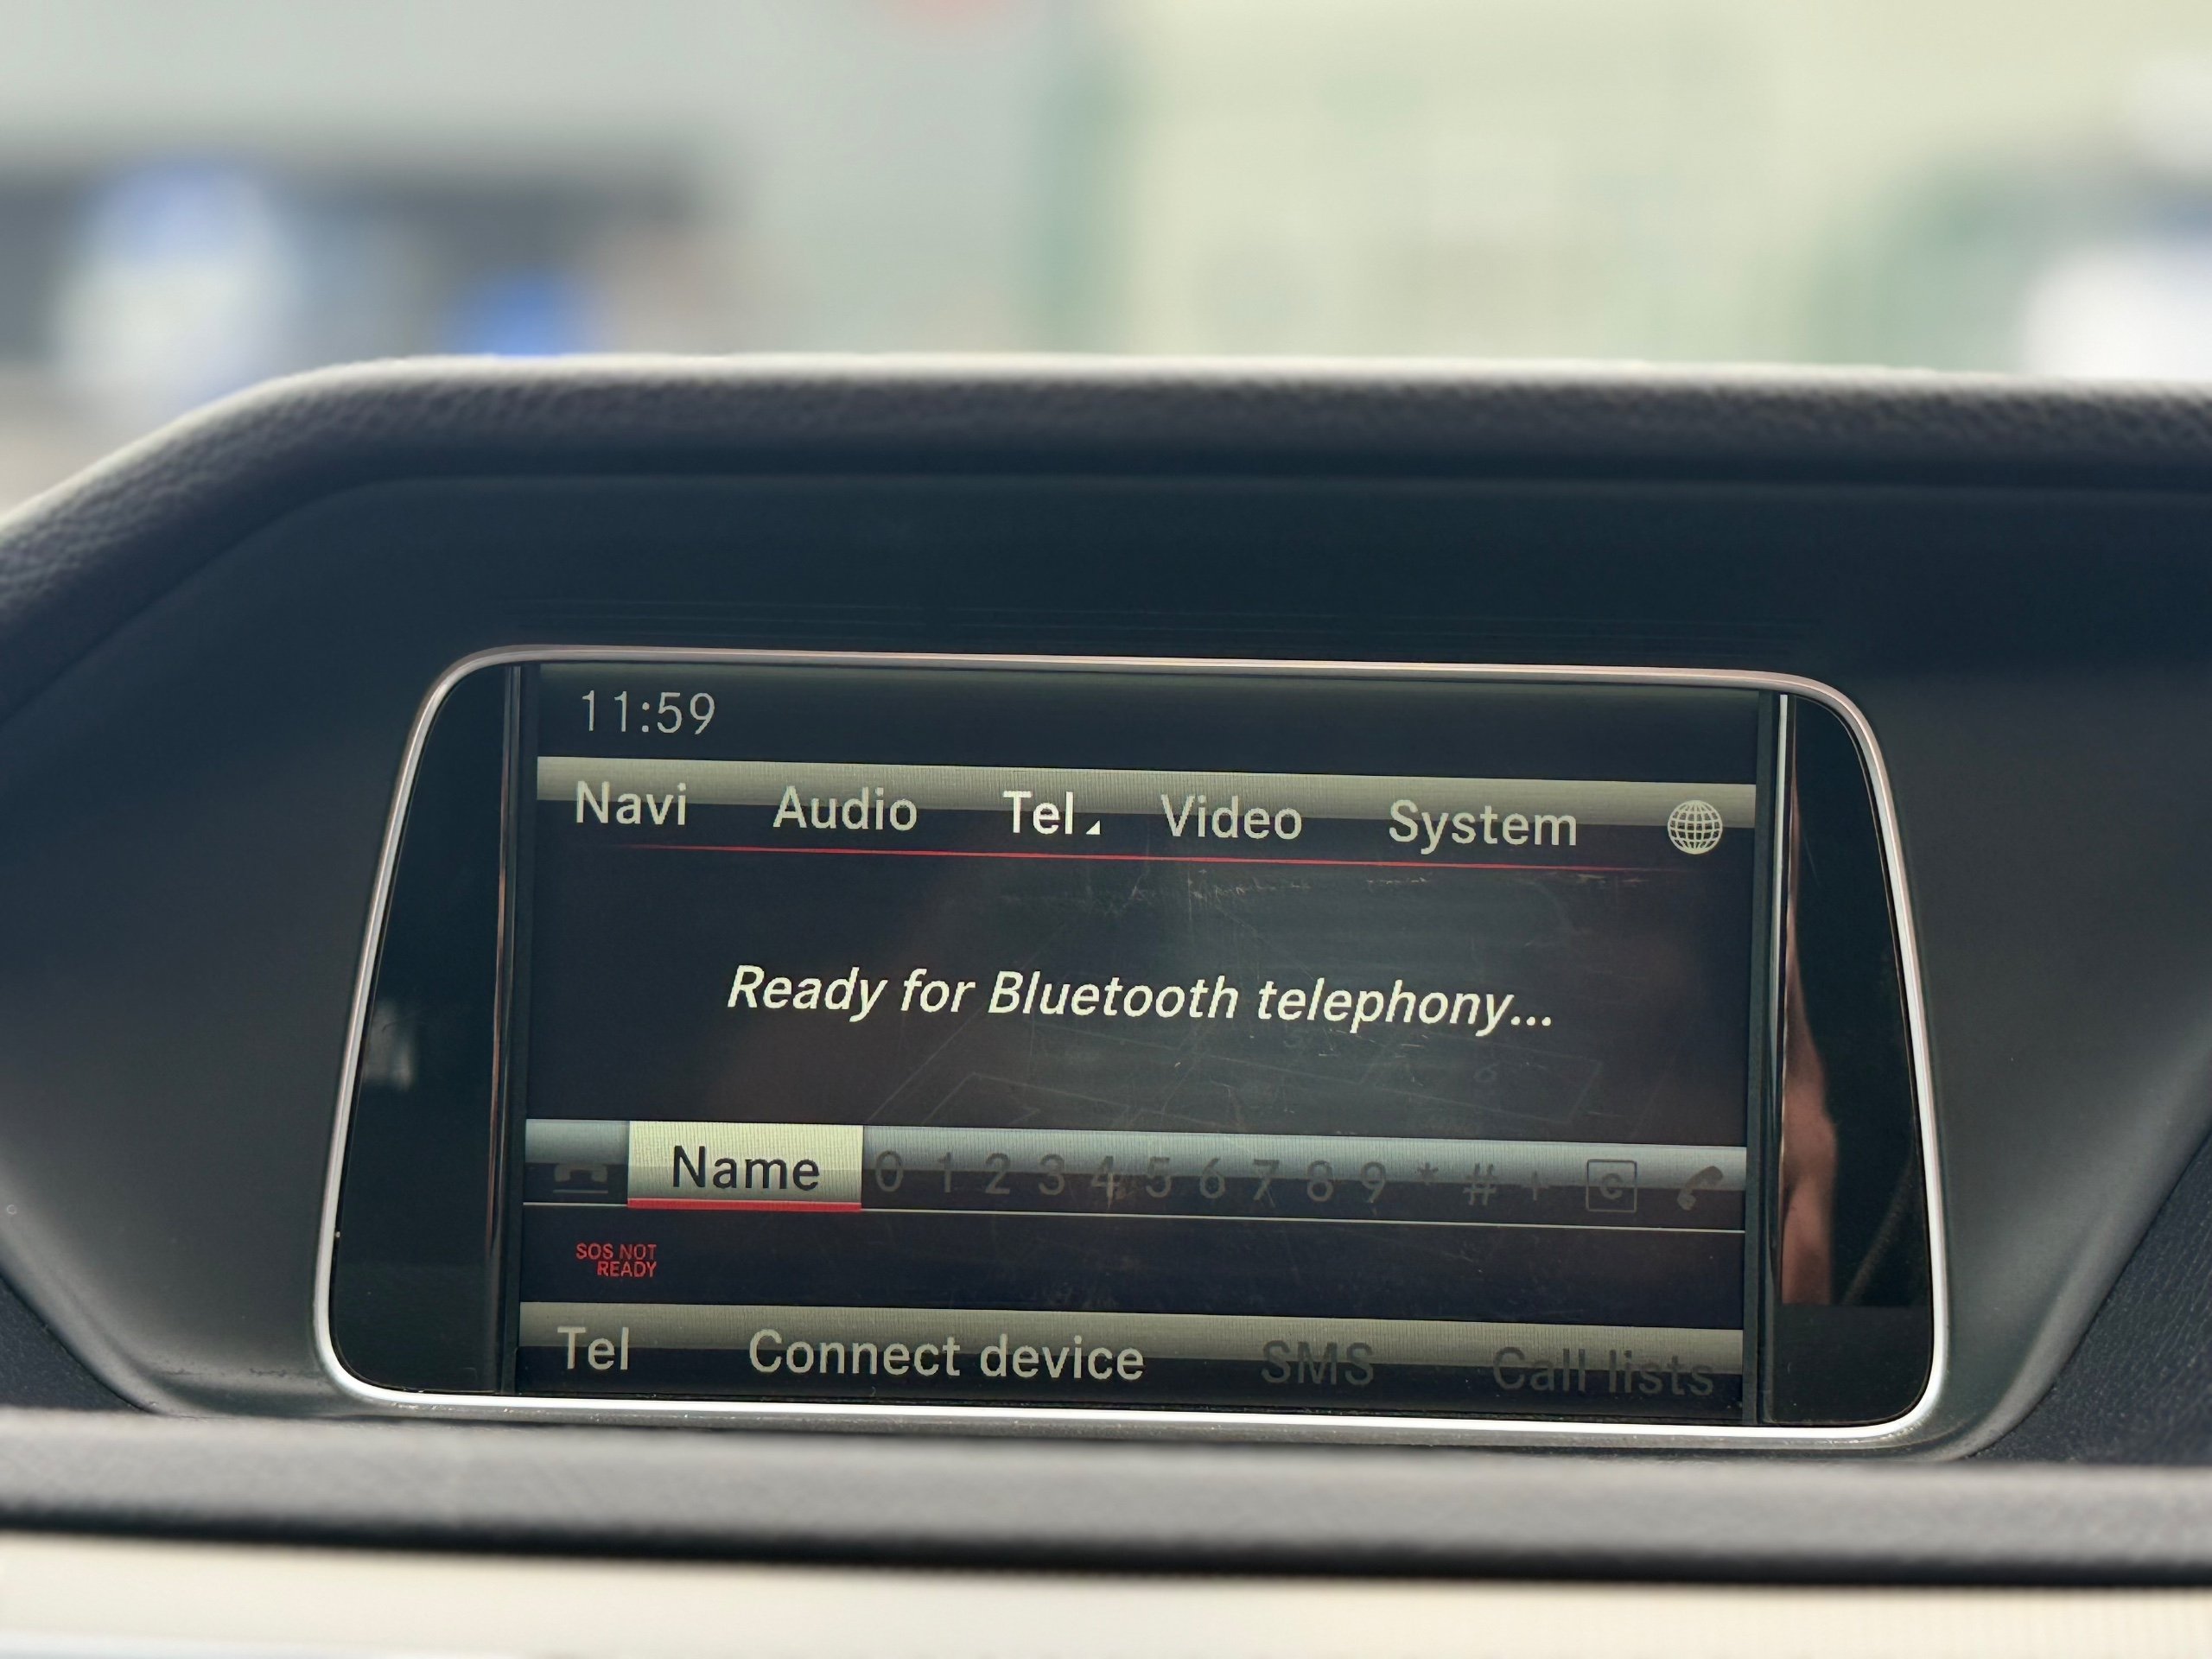 11:59
Navi Audio Tel Video System
Ready for Bluetooth telephony...
Name 0 1 2 3 4 5 6 7 8 9 * # + C
SOS NOT
READY
Tel Connect device SMS Call lists